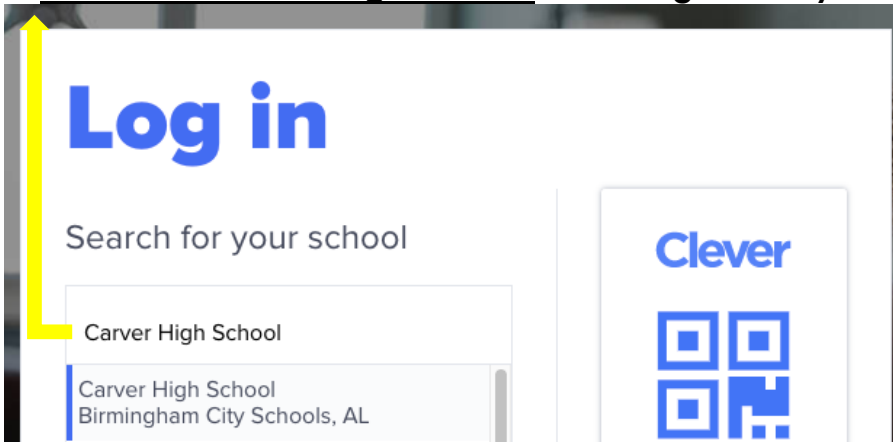 Log in
Search for your school
Clever
Carver High School
Carver High School
Birmingham City Schools, AL